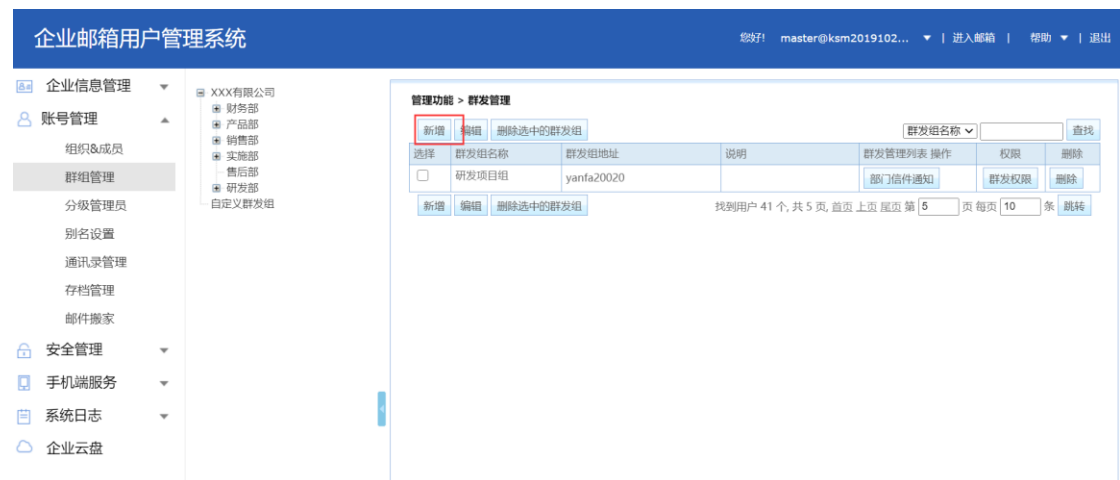 企业邮箱用户管理系统
您好! master@ksm2019102... ▼ | 进入邮箱 | 帮助 ▼ | 退出
企业信息管理
账号管理
组织&成员
群组管理
分级管理员
别名设置
通讯录管理
存档管理
邮件搬家
安全管理
手机端服务
系统日志
企业云盘
XXX有限公司
财务部
产品部
销售部
实施部
售后部
研发部
自定义群发组
管理功能 > 群发管理
新增 编辑 删除选中的群发组 群发组名称 查找
选择 群发组名称 群发组地址 说明 群发管理列表 操作 权限 删除
研发项目组 yanfa20020 部门信件通知 群发权限 删除
新增 编辑 删除选中的群发组 找到用户 41 个, 共 5 页, 首页 上页 尾页 第 5 页 每页 10 条 跳转